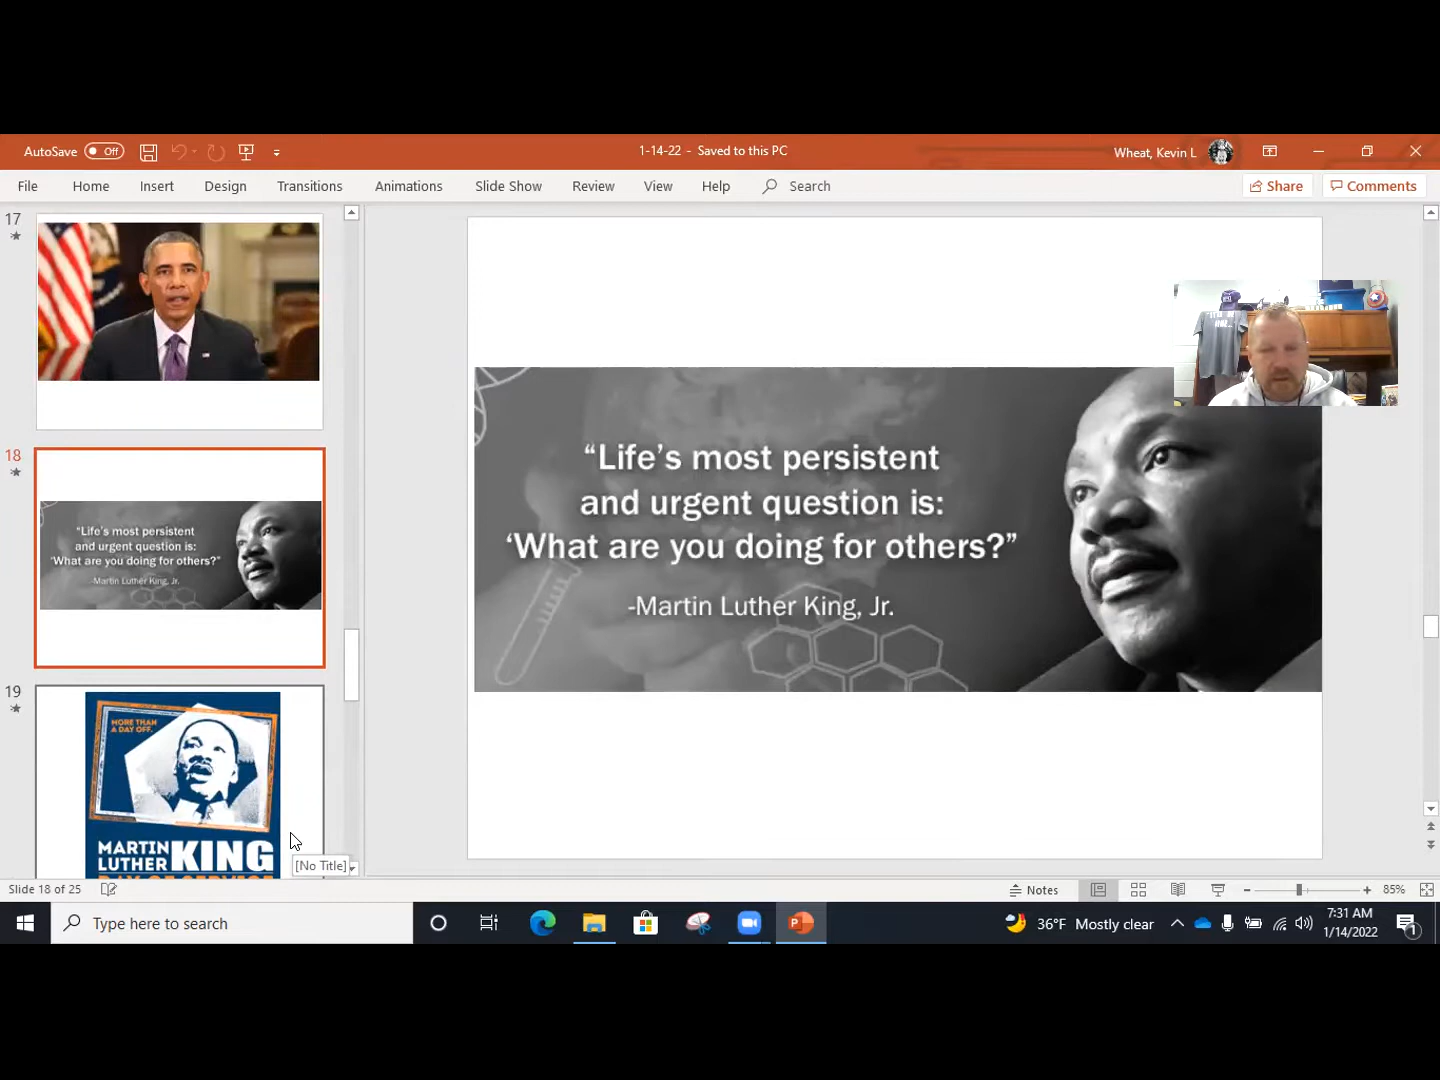 AutoSave Off
1-14-22 - Saved to this PC
Wheat, Kevin L
File Home Insert Design Transitions Animations Slide Show Review View Help Search Share Comments
17
18
“Life’s most persistent
and urgent question is:
‘What are you doing for others?”
-Martin Luther King, Jr.
19
MORE THAN
A DAY OFF.
MARTIN
LUTHER KING
[No Title]
“Life’s most persistent
and urgent question is:
‘What are you doing for others?”
-Martin Luther King, Jr.
Slide 18 of 25
Notes
85%
Type here to search
36°F Mostly clear
7:31 AM
1/14/2022
1